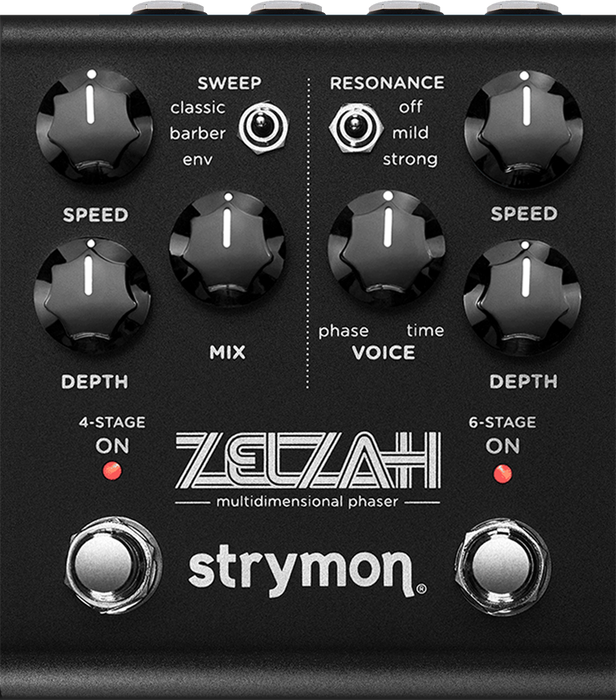 SWEEP
classic
barber
env
RESONANCE
off
mild
strong
SPEED
SPEED
MIX
phase time
VOICE
DEPTH
DEPTH
4-STAGE
ON
6-STAGE
ON
ZELZAH
multidimensional phaser
strymon®